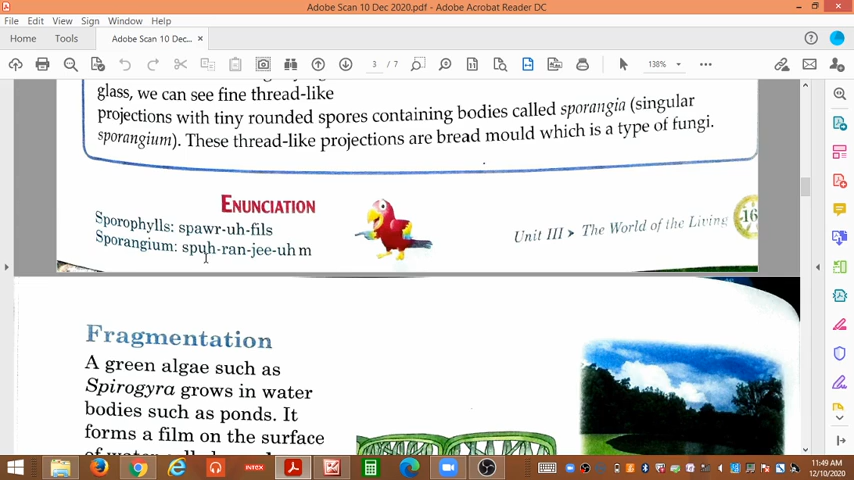 Adobe Scan 10 Dec 2020.pdf - Adobe Acrobat Reader DC
File Edit View Sign Window Help
Home Tools Adobe Scan 10 Dec... × Sign In
3 / 7 138%
glass, we can see fine thread-like
projections with tiny rounded spores containing bodies called sporangia (singular
sporangium). These thread-like projections are bread mould which is a type of fungi.
ENUNCIATION
Sporophylls: spawr-uh-fils
Sporangium: spuh-ran-jee-uhm
Unit III > The World of the Living 16
Fragmentation
A green algae such as
Spirogyra grows in water
bodies such as ponds. It
forms a film on the surface
INTEX
11:49 AM
12/10/2020